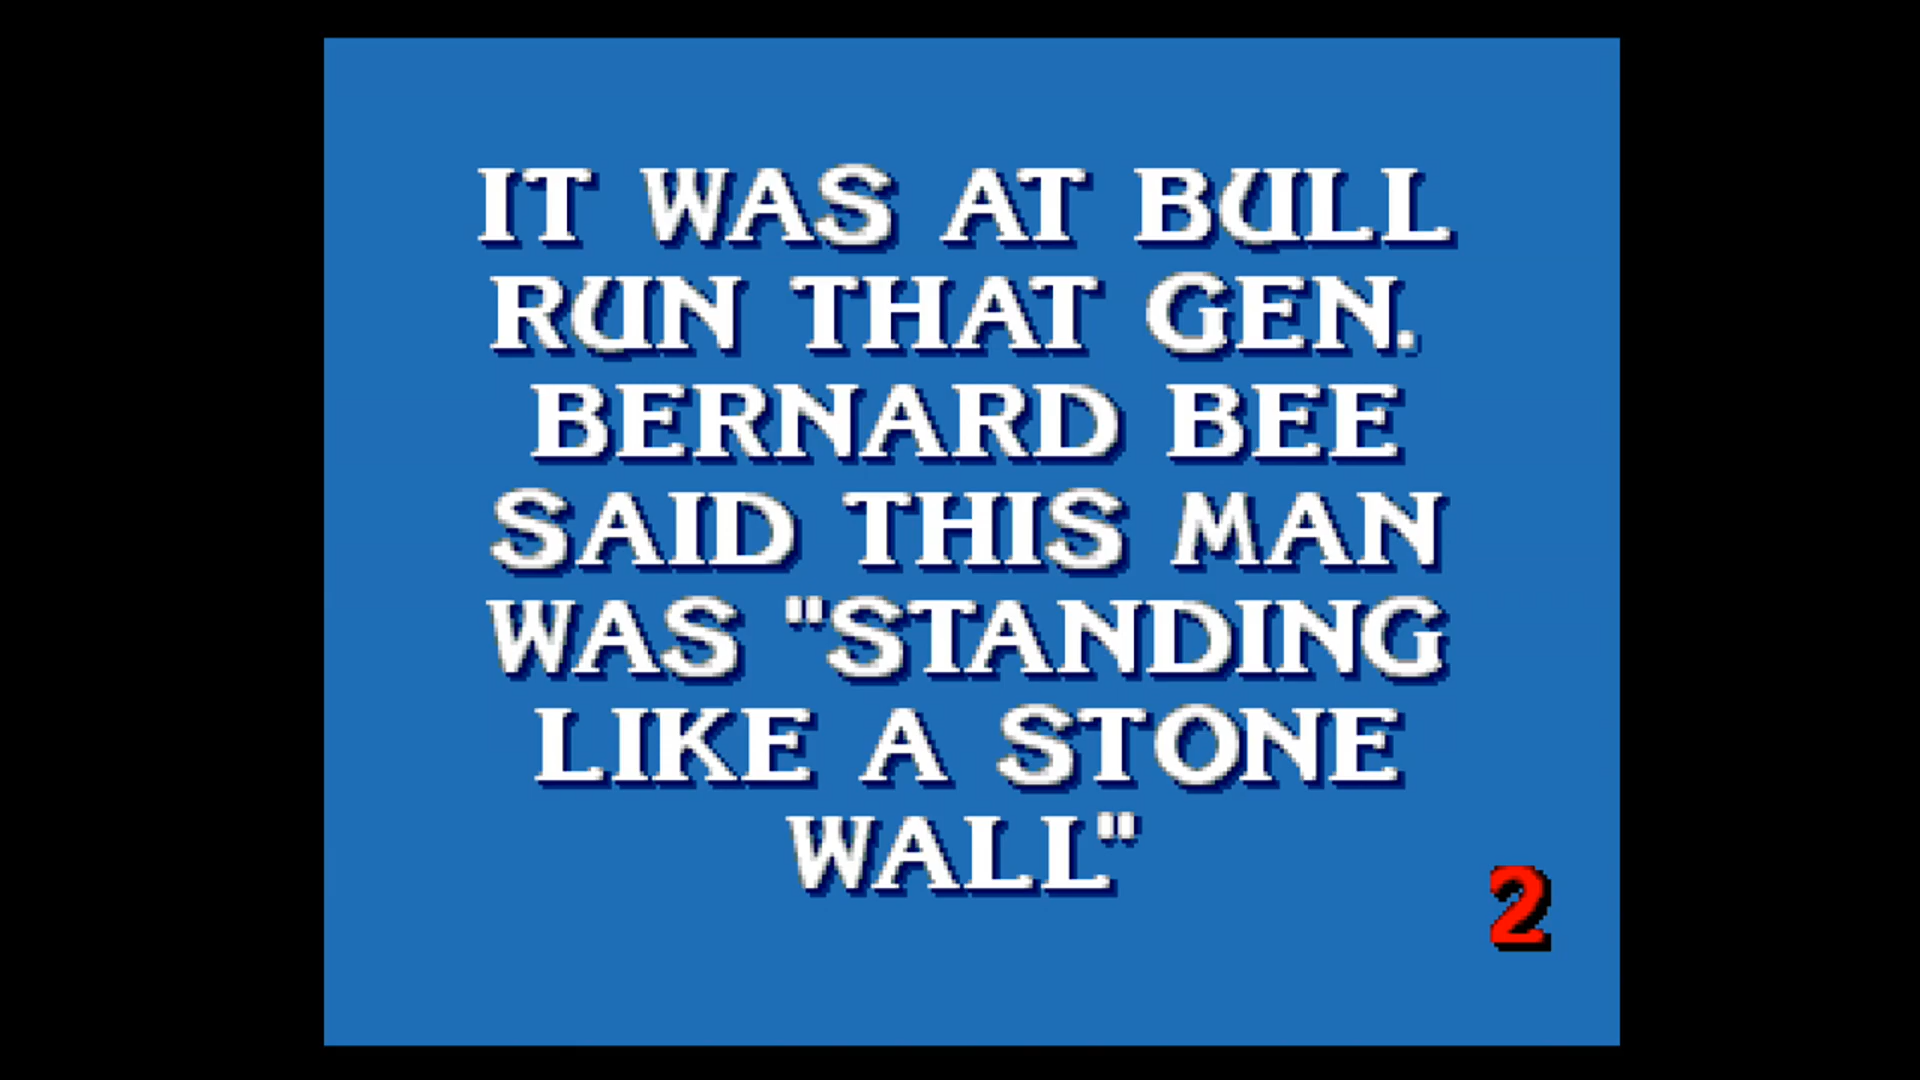 IT WAS AT BULL
RUN THAT GEN.
BERNARD BEE
SAID THIS MAN
WAS "STANDING
LIKE A STONE
WALL"
2